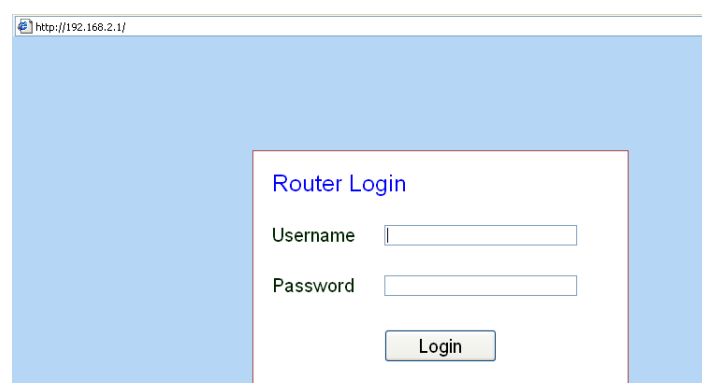 http://192.168.2.1/
Router Login
Username
Password
Login